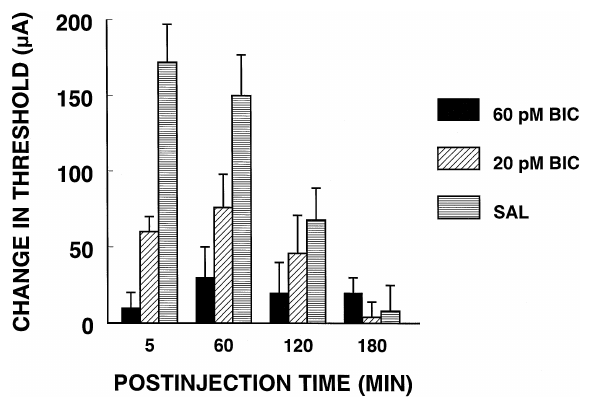 CHANGE IN THRESHOLD (µA)
200
150
100
50
0
5 60 120 180
POSTINJECTION TIME (MIN)
60 pM BIC
20 pM BIC
SAL